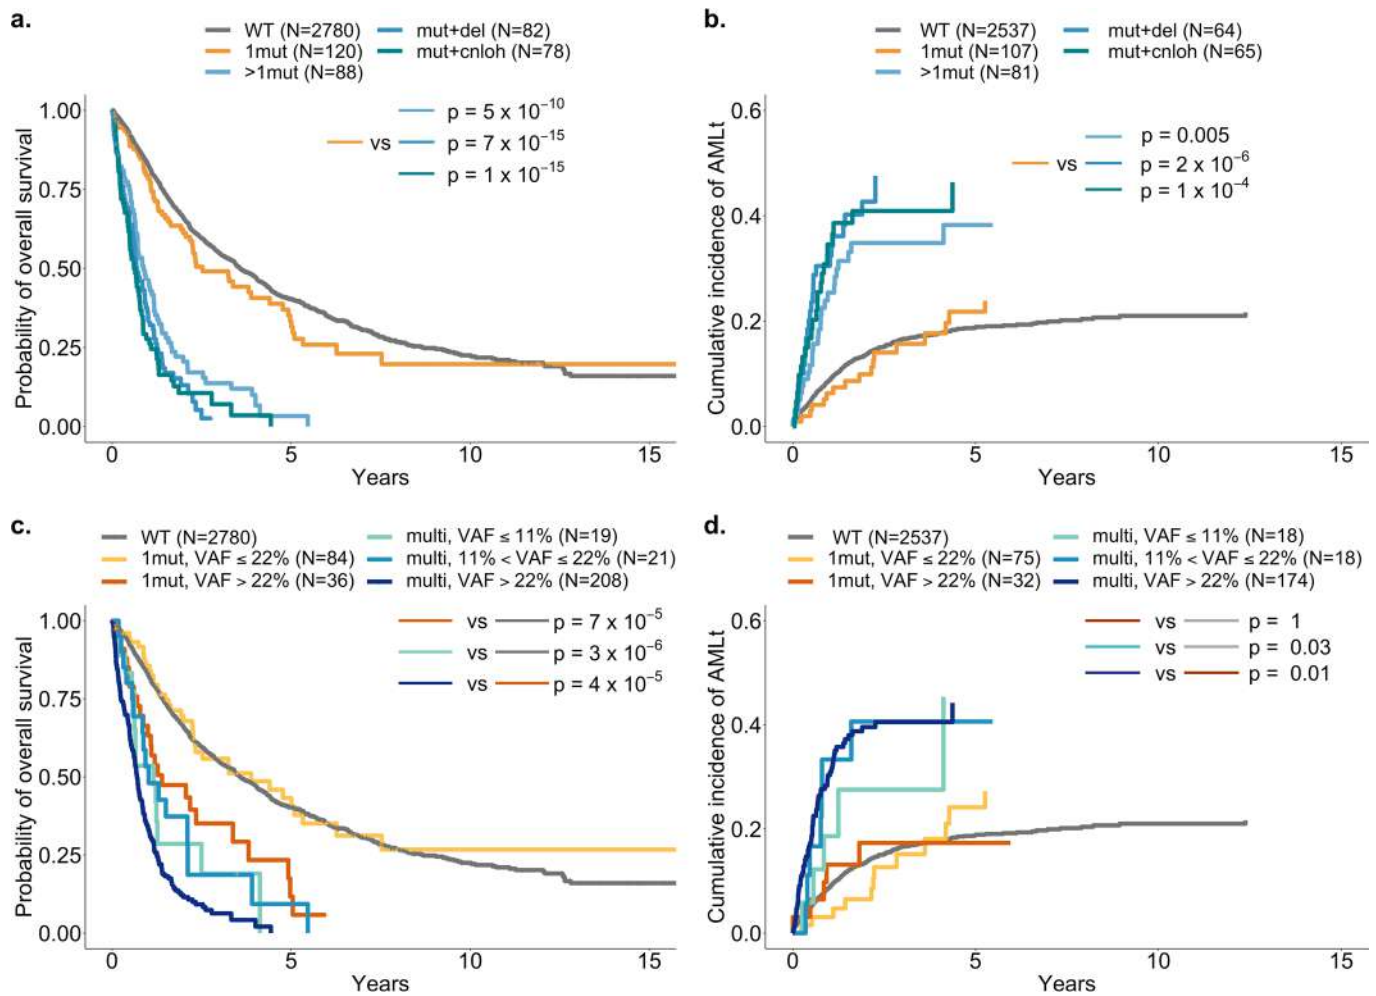 a.
WT (N=2780) mut+del (N=82)
1mut (N=120) mut+cnloh (N=78)
>1mut (N=88)
Probability of overall survival
1.00
0.75
0.50
0.25
0.00
p = 5 x 10⁻¹⁰
vs p = 7 x 10⁻¹⁵
p = 1 x 10⁻¹⁵
0 5 10 15
Years
b.
WT (N=2537) mut+del (N=64)
1mut (N=107) mut+cnloh (N=65)
>1mut (N=81)
Cumulative incidence of AMLt
0.6
0.4
0.2
0.0
p = 0.005
vs p = 2 x 10⁻⁶
p = 1 x 10⁻⁴
0 5 10 15
Years
c.
WT (N=2780) multi, VAF ≤ 11% (N=19)
1mut, VAF ≤ 22% (N=84) multi, 11% < VAF ≤ 22% (N=21)
1mut, VAF > 22% (N=36) multi, VAF > 22% (N=208)
Probability of overall survival
1.00
0.75
0.50
0.25
0.00
vs p = 7 x 10⁻⁵
vs p = 3 x 10⁻⁶
vs p = 4 x 10⁻⁵
0 5 10 15
Years
d.
WT (N=2537) multi, VAF ≤ 11% (N=18)
1mut, VAF ≤ 22% (N=75) multi, 11% < VAF ≤ 22% (N=18)
1mut, VAF > 22% (N=32) multi, VAF > 22% (N=174)
Cumulative incidence of AMLt
0.6
0.4
0.2
0.0
vs p = 1
vs p = 0.03
vs p = 0.01
0 5 10 15
Years